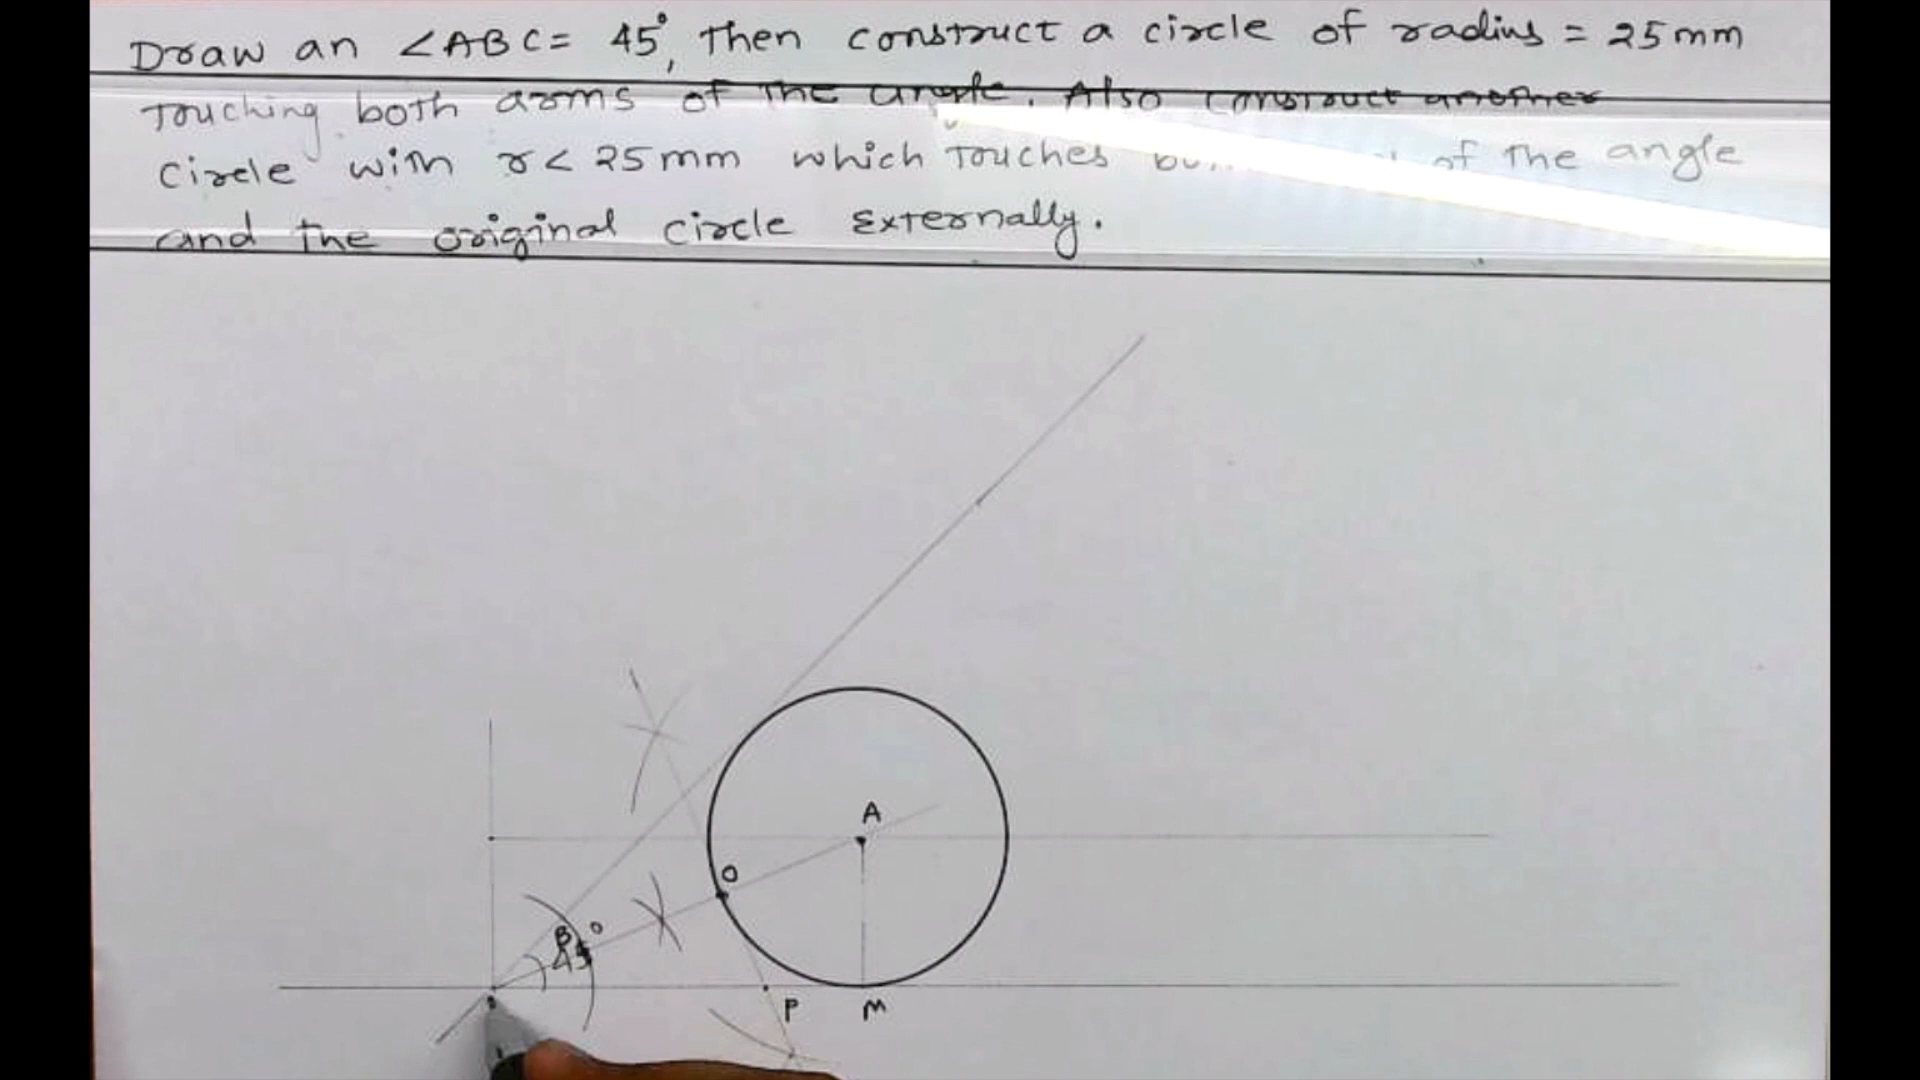 Draw an ∠ABC= 45°, Then construct a circle of radius = 25mm
Touching both arms of The angle. Also construct another
Circle with r< 25mm which Touches of The angle
and The original circle Externally.
A
O
B
45°
P
M